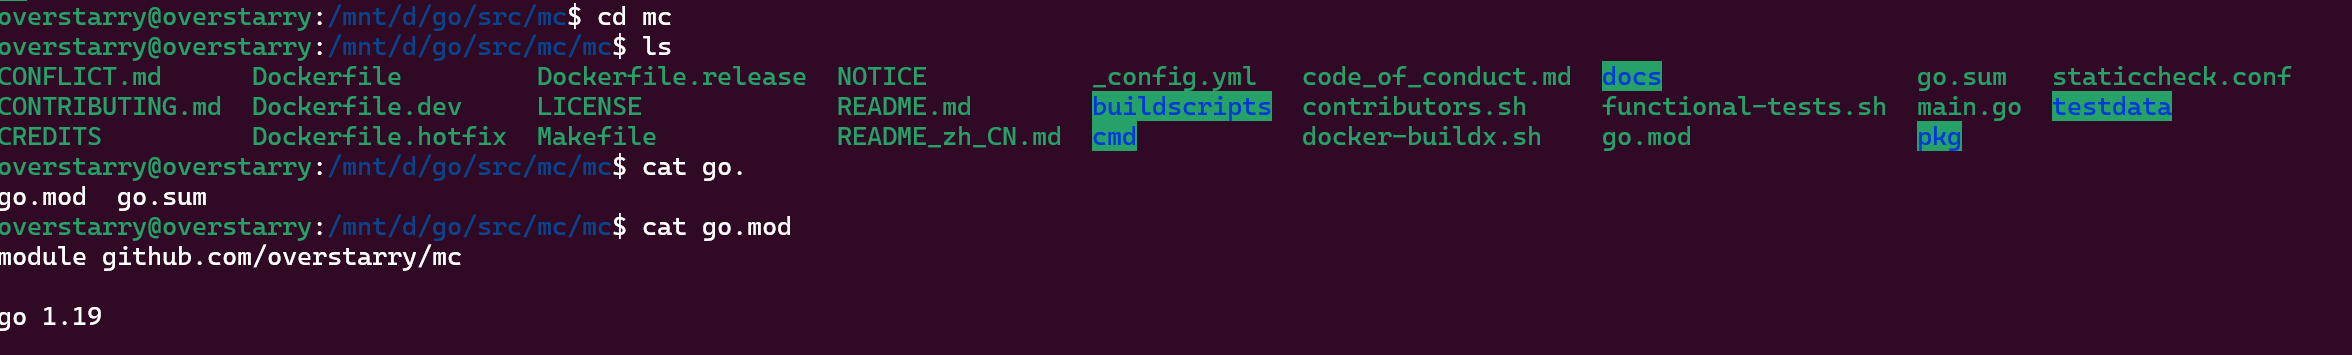 overstarry@overstarry:/mnt/d/go/src/mc$ cd mc
overstarry@overstarry:/mnt/d/go/src/mc/mc$ ls
CONFLICT.md Dockerfile Dockerfile.release NOTICE _config.yml code_of_conduct.md docs go.sum staticcheck.conf
CONTRIBUTING.md Dockerfile.dev LICENSE README.md buildscripts contributors.sh functional-tests.sh main.go testdata
CREDITS Dockerfile.hotfix Makefile README_zh_CN.md cmd docker-buildx.sh go.mod pkg
overstarry@overstarry:/mnt/d/go/src/mc/mc$ cat go.
go.mod go.sum
overstarry@overstarry:/mnt/d/go/src/mc/mc$ cat go.mod
module github.com/overstarry/mc
go 1.19